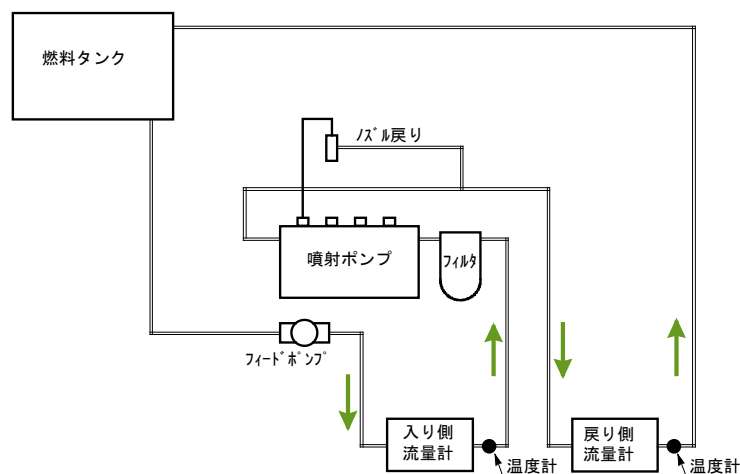 燃料タンク
ﾉｽﾞﾙ戻り
噴射ポンプ
ﾌｨﾙﾀ
ﾌｨｰﾄﾞﾎﾟﾝﾌﾟ
入り側
流量計
温度計
戻り側
流量計
温度計